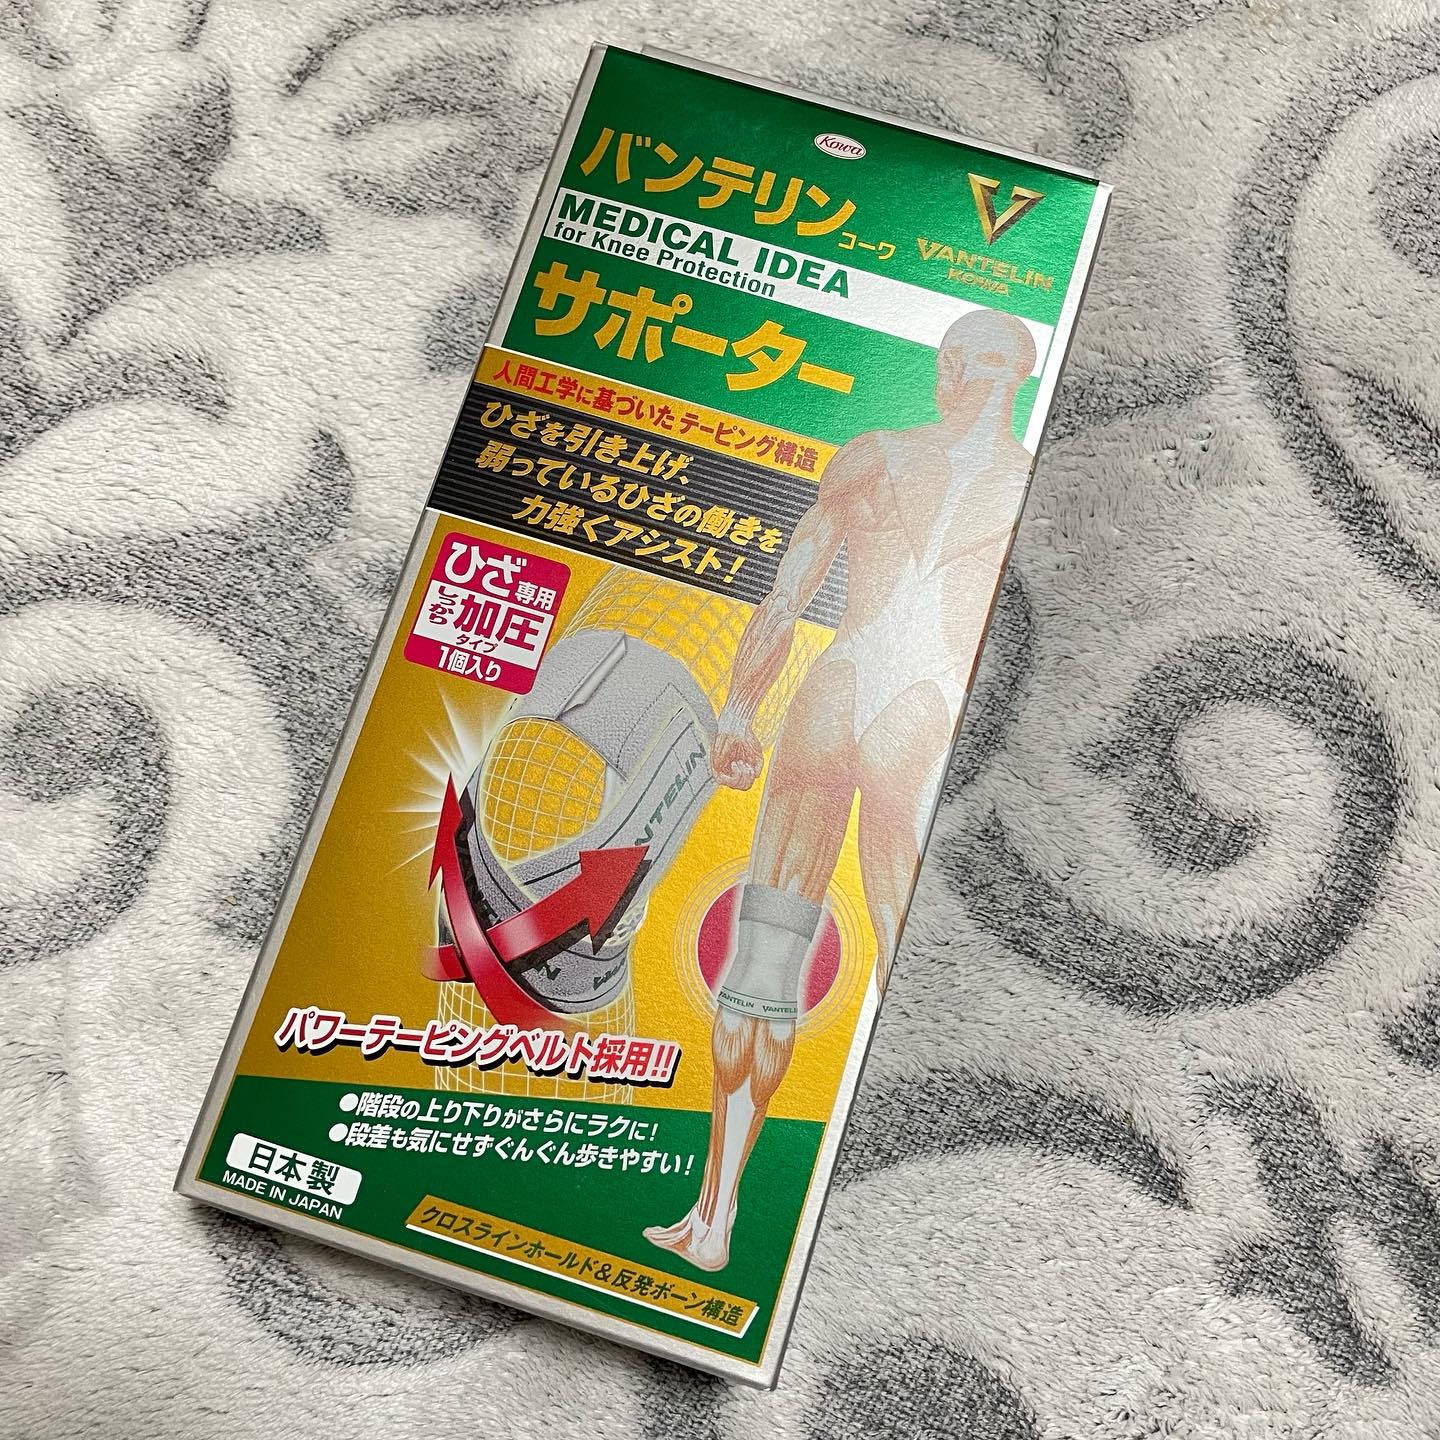 Kowa
バンテリンコーワ
VANTELIN
KOWA
MEDICAL IDEA
for Knee Protection
サポーター
人間工学に基づいたテーピング構造
ひざを引き上げ、
弱っているひざの働きを
力強くアシスト!
ひざ専用
しっかり加圧
タイプ
1個入り
VANTELIN
VANTELIN VANTELI
パワーテーピングベルト採用!!
●階段の上り下りがさらにラクに!
●段差も気にせずぐんぐん歩きやすい!
日本製
MADE IN JAPAN
クロスラインホールド&反発ボーン構造